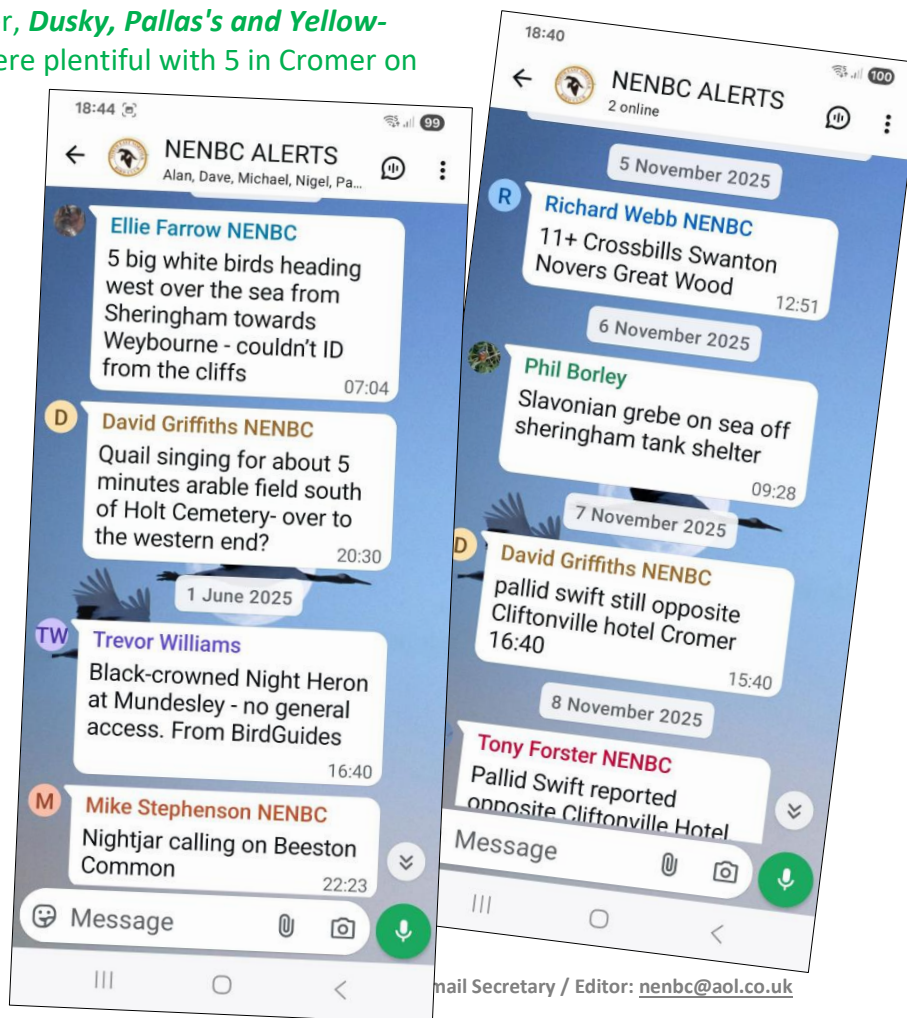 r, Dusky, Pallas's and Yellow-
ere plentiful with 5 in Cromer on
18:44
99
NENBC ALERTS
Alan, Dave, Michael, Nigel, Pa...
Ellie Farrow NENBC
5 big white birds heading
west over the sea from
Sheringham towards
Weybourne - couldn't ID
from the cliffs
07:04
D
David Griffiths NENBC
Quail singing for about 5
minutes arable field south
of Holt Cemetery- over to
the western end?
20:30
1 June 2025
TW
Trevor Williams
Black-crowned Night Heron
at Mundesley - no general
access. From BirdGuides
16:40
M
Mike Stephenson NENBC
Nightjar calling on Beeston
Common
22:23
Message
18:40
100
NENBC ALERTS
2 online
5 November 2025
R
Richard Webb NENBC
11+ Crossbills Swanton
Novers Great Wood
12:51
6 November 2025
Phil Borley
Slavonian grebe on sea off
sheringham tank shelter
09:28
7 November 2025
D
David Griffiths NENBC
pallid swift still opposite
Cliftonville hotel Cromer
16:40
15:40
8 November 2025
Tony Forster NENBC
Pallid Swift reported
opposite Cliftonville Hotel
Message
mail Secretary / Editor: nenbc@aol.co.uk